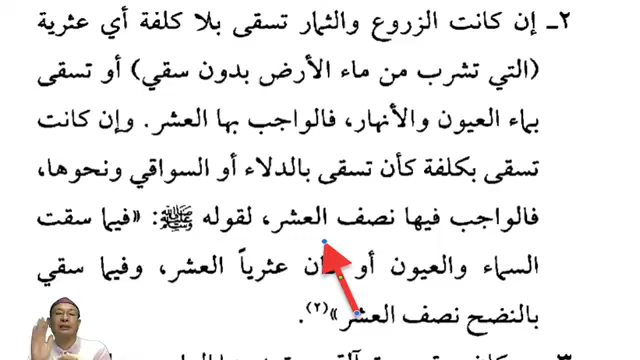 ٢ـ إن كانت الزروع والثمار تسقى بلا كلفة أي عثرية
(التي تشرب من ماء الأرض بدون سقي) أو تسقى
بماء العيون والأنهار، فالواجب بها العشر. وإن كانت
تسقى بكلفة كأن تسقى بالدلاء أو السواقي ونحوها،
فالواجب فيها نصف العشر، لقوله ﷺ: «فيما سقت
السماء والعيون أو عثرياً العشر، وفيما سقي
بالنضح نصف العشر»(٢).